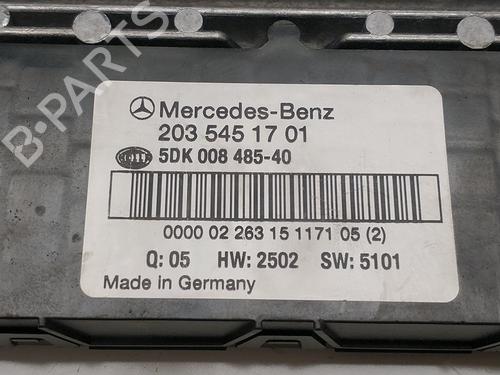 B-PARTS
Mercedes-Benz
203 545 17 01
HELLA 5DK 008 485-40
0000 02 263 15 1171 05 (2)
Q: 05 HW: 2502 SW: 5101
Made in Germany